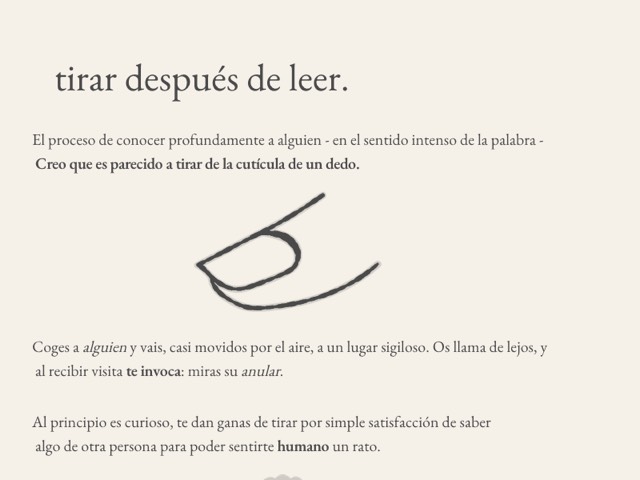 tirar después de leer.
El proceso de conocer profundamente a alguien - en el sentido intenso de la palabra -
Creo que es parecido a tirar de la cutícula de un dedo.
Coges a alguien y vais, casi movidos por el aire, a un lugar sigiloso. Os llama de lejos, y
al recibir visita te invoca: miras su anular.
Al principio es curioso, te dan ganas de tirar por simple satisfacción de saber
algo de otra persona para poder sentirte humano un rato.